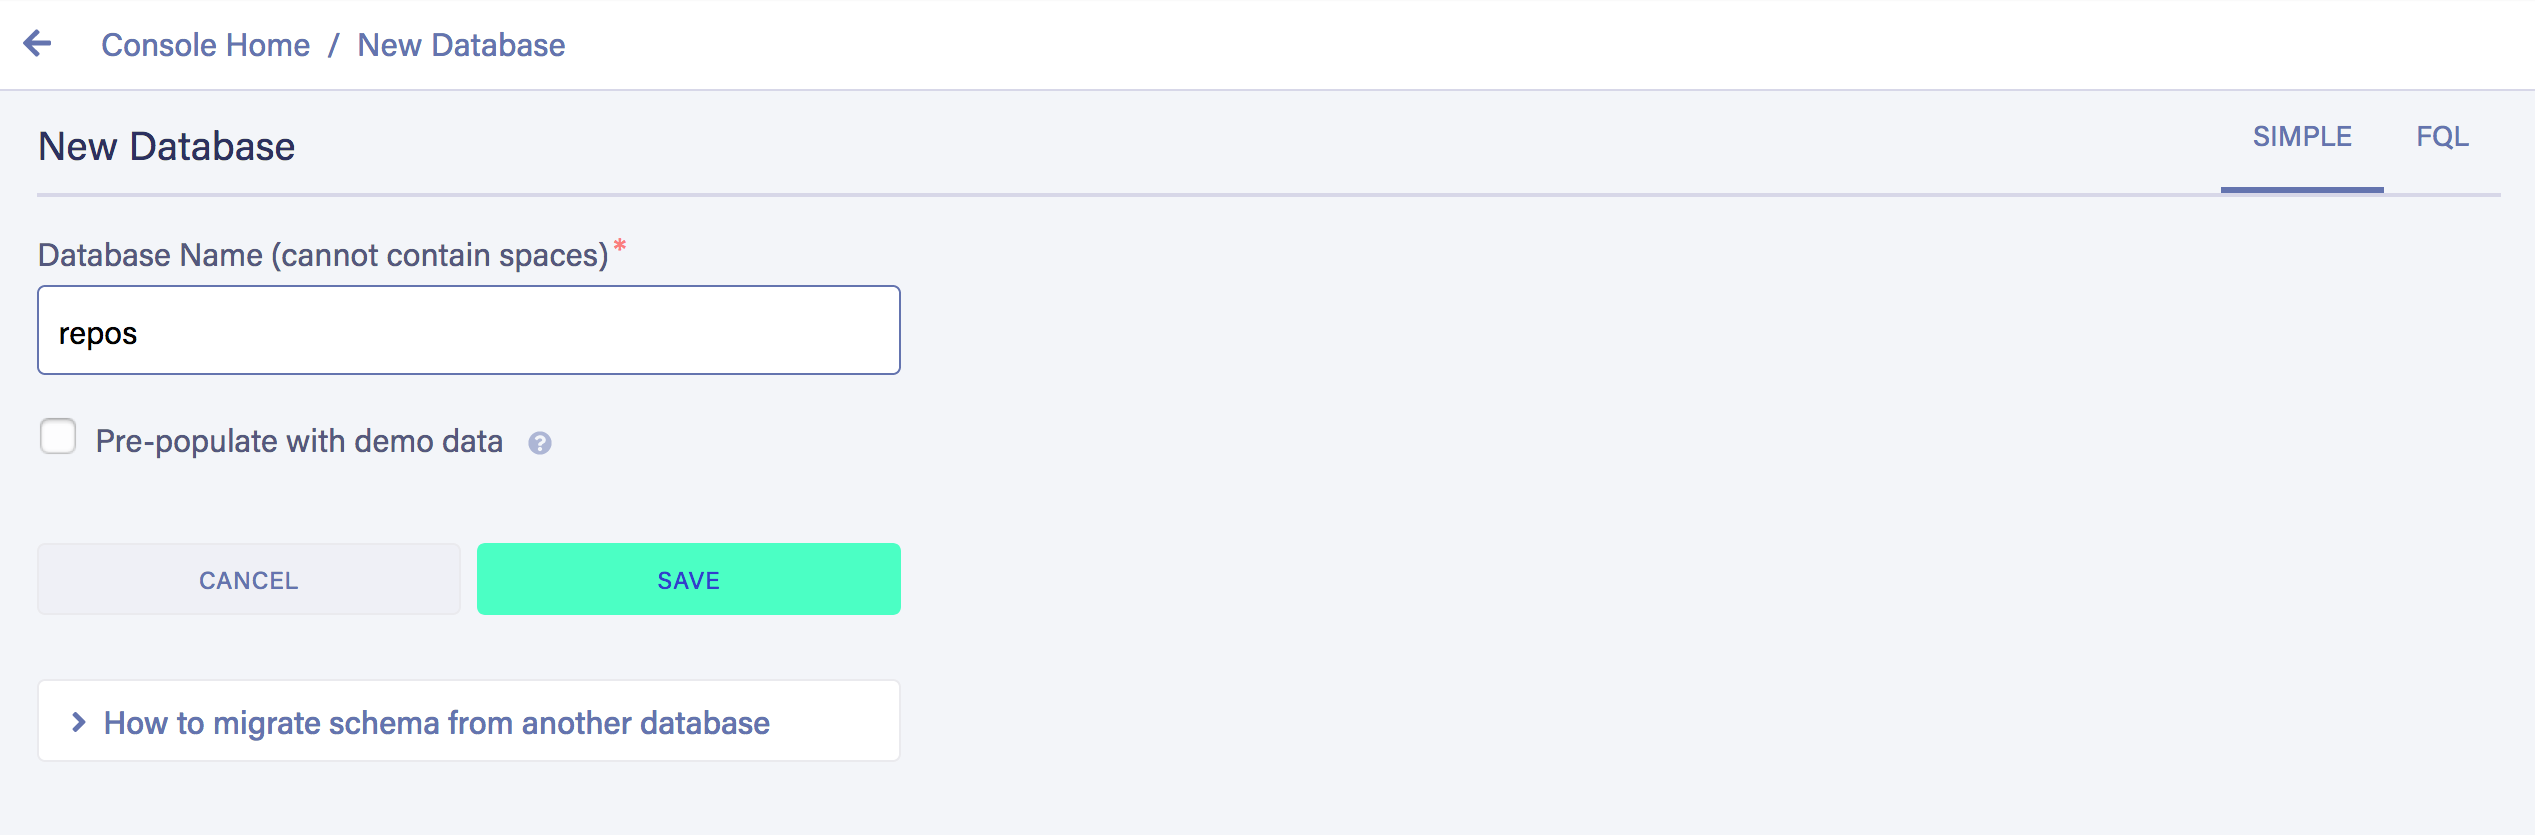 Console Home / New Database
New Database
SIMPLE FQL
Database Name (cannot contain spaces)*
repos
Pre-populate with demo data ?
CANCEL SAVE
How to migrate schema from another database